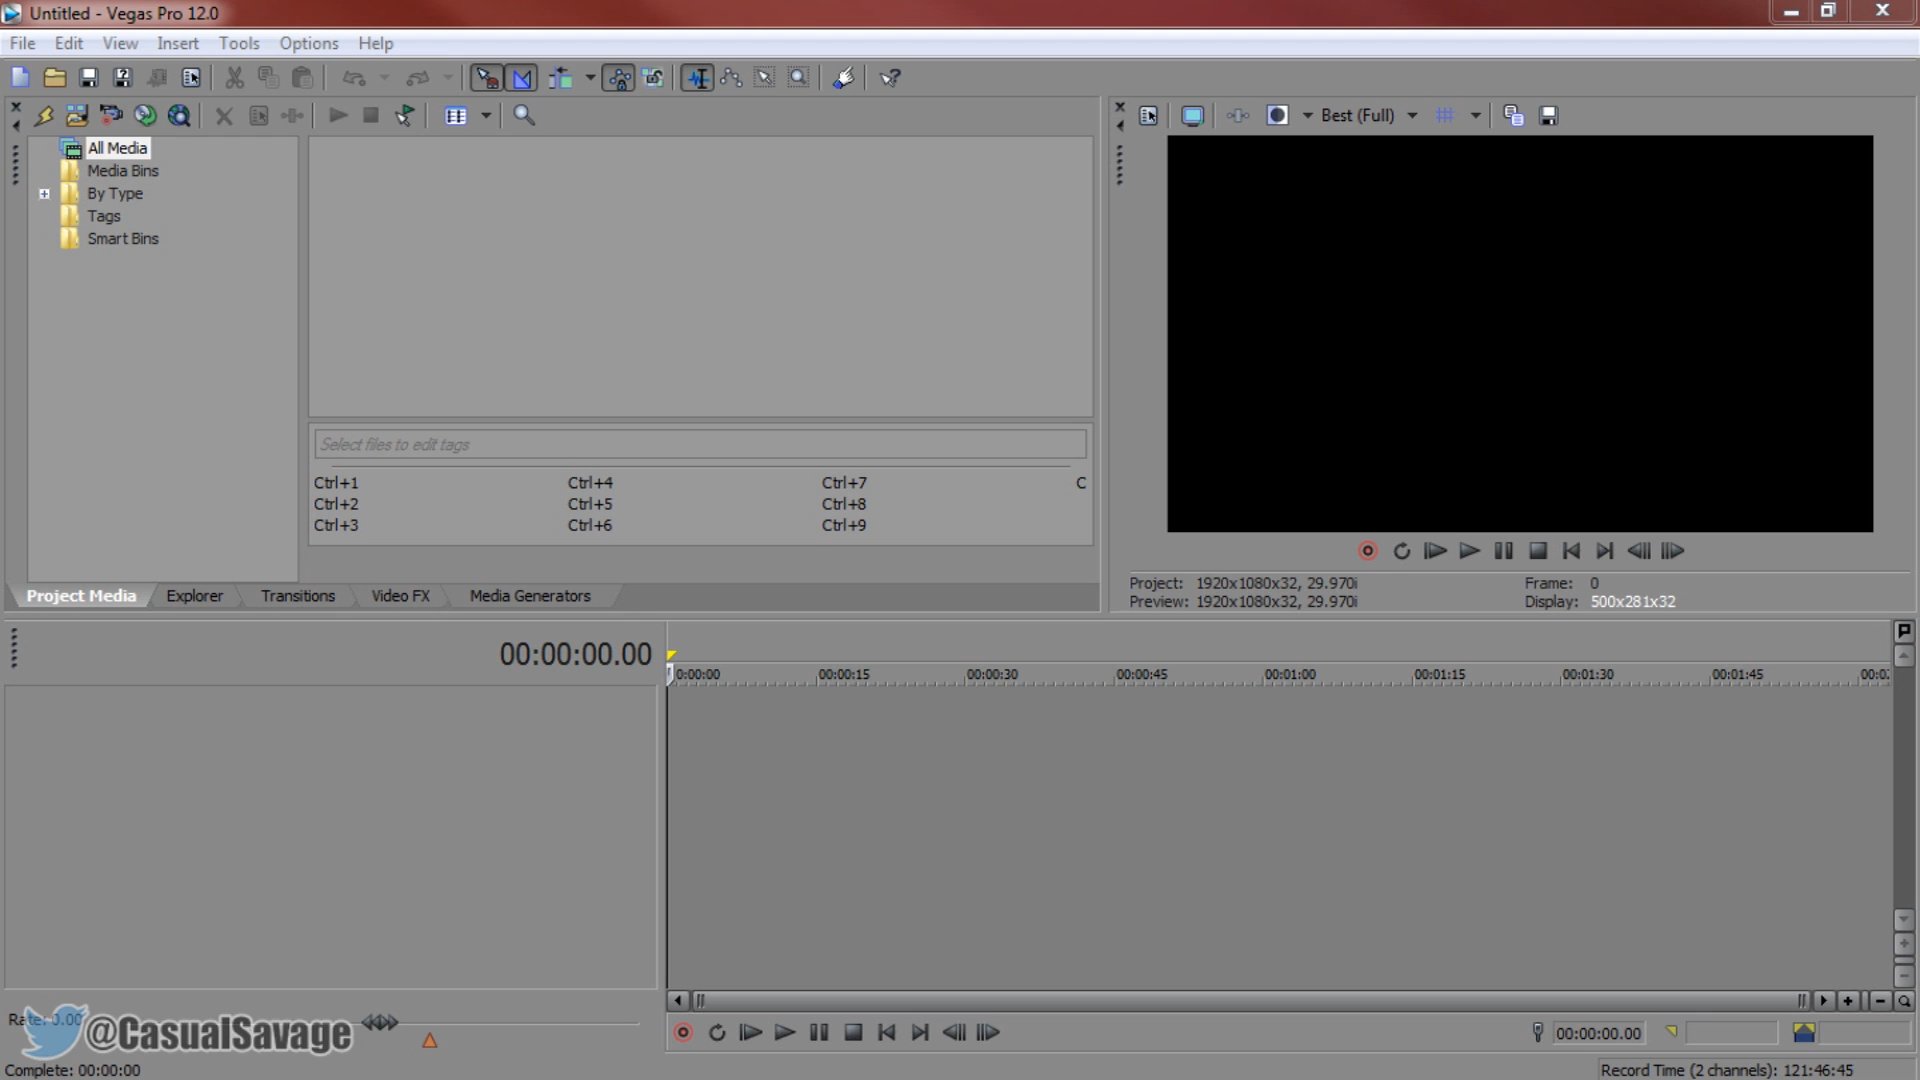 Untitled - Vegas Pro 12.0
File Edit View Insert Tools Options Help
Best (Full)
All Media
Media Bins
By Type
Tags
Smart Bins
Select files to edit tags
Ctrl+1 Ctrl+4 Ctrl+7 C
Ctrl+2 Ctrl+5 Ctrl+8
Ctrl+3 Ctrl+6 Ctrl+9
Project: 1920x1080x32, 29.970i Frame: 0
Preview: 1920x1080x32, 29.970i Display: 500x281x32
Project Media Explorer Transitions Video FX Media Generators
00:00:00.00
0:00:00 00:00:15 00:00:30 00:00:45 00:01:00 00:01:15 00:01:30 00:01:45 00:0
Rate: 0.00
@CasualSavage
00:00:00.00
Complete: 00:00:00
Record Time (2 channels): 121:46:45